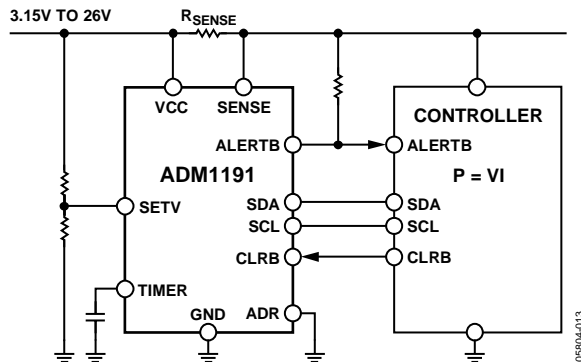 3.15V TO 26V
RSENSE
VCC
SENSE
ALERTB
ADM1191
SETV
SDA
SCL
CLRB
TIMER
GND
ADR
CONTROLLER
ALERTB
P = VI
SDA
SCL
CLRB
05804-013